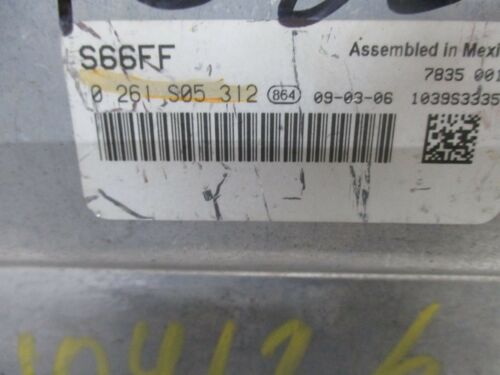 S66FF
Assembled in Mexi
7835 001
0 261 S05 312 864 09-03-06 1039S3335